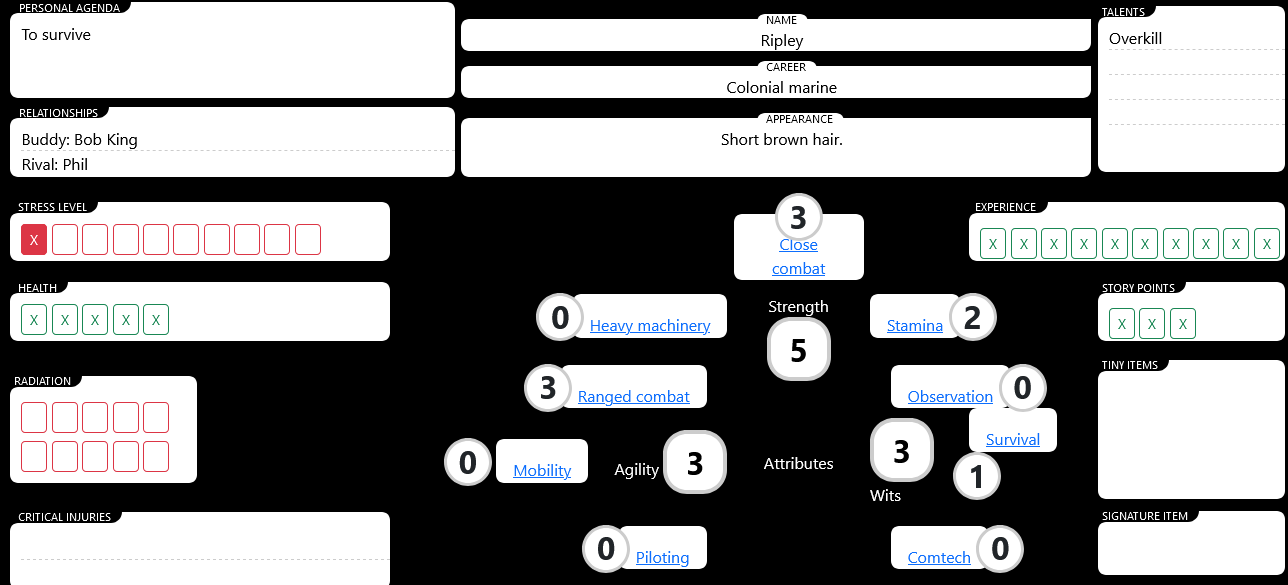 PERSONAL AGENDA
To survive
NAME
Ripley
TALENTS
Overkill
CAREER
Colonial marine
RELATIONSHIPS
Buddy: Bob King
Rival: Phil
APPEARANCE
Short brown hair.
STRESS LEVEL
X
3
Close
combat
EXPERIENCE
X X X X X X X X X X
HEALTH
X X X X X
0 Heavy machinery
Strength
5
Stamina 2
STORY POINTS
X X X
RADIATION
3 Ranged combat
Observation 0
TINY ITEMS
0 Mobility
Agility 3
Attributes
3
Wits
Survival
1
CRITICAL INJURIES
0 Piloting
Comtech 0
SIGNATURE ITEM